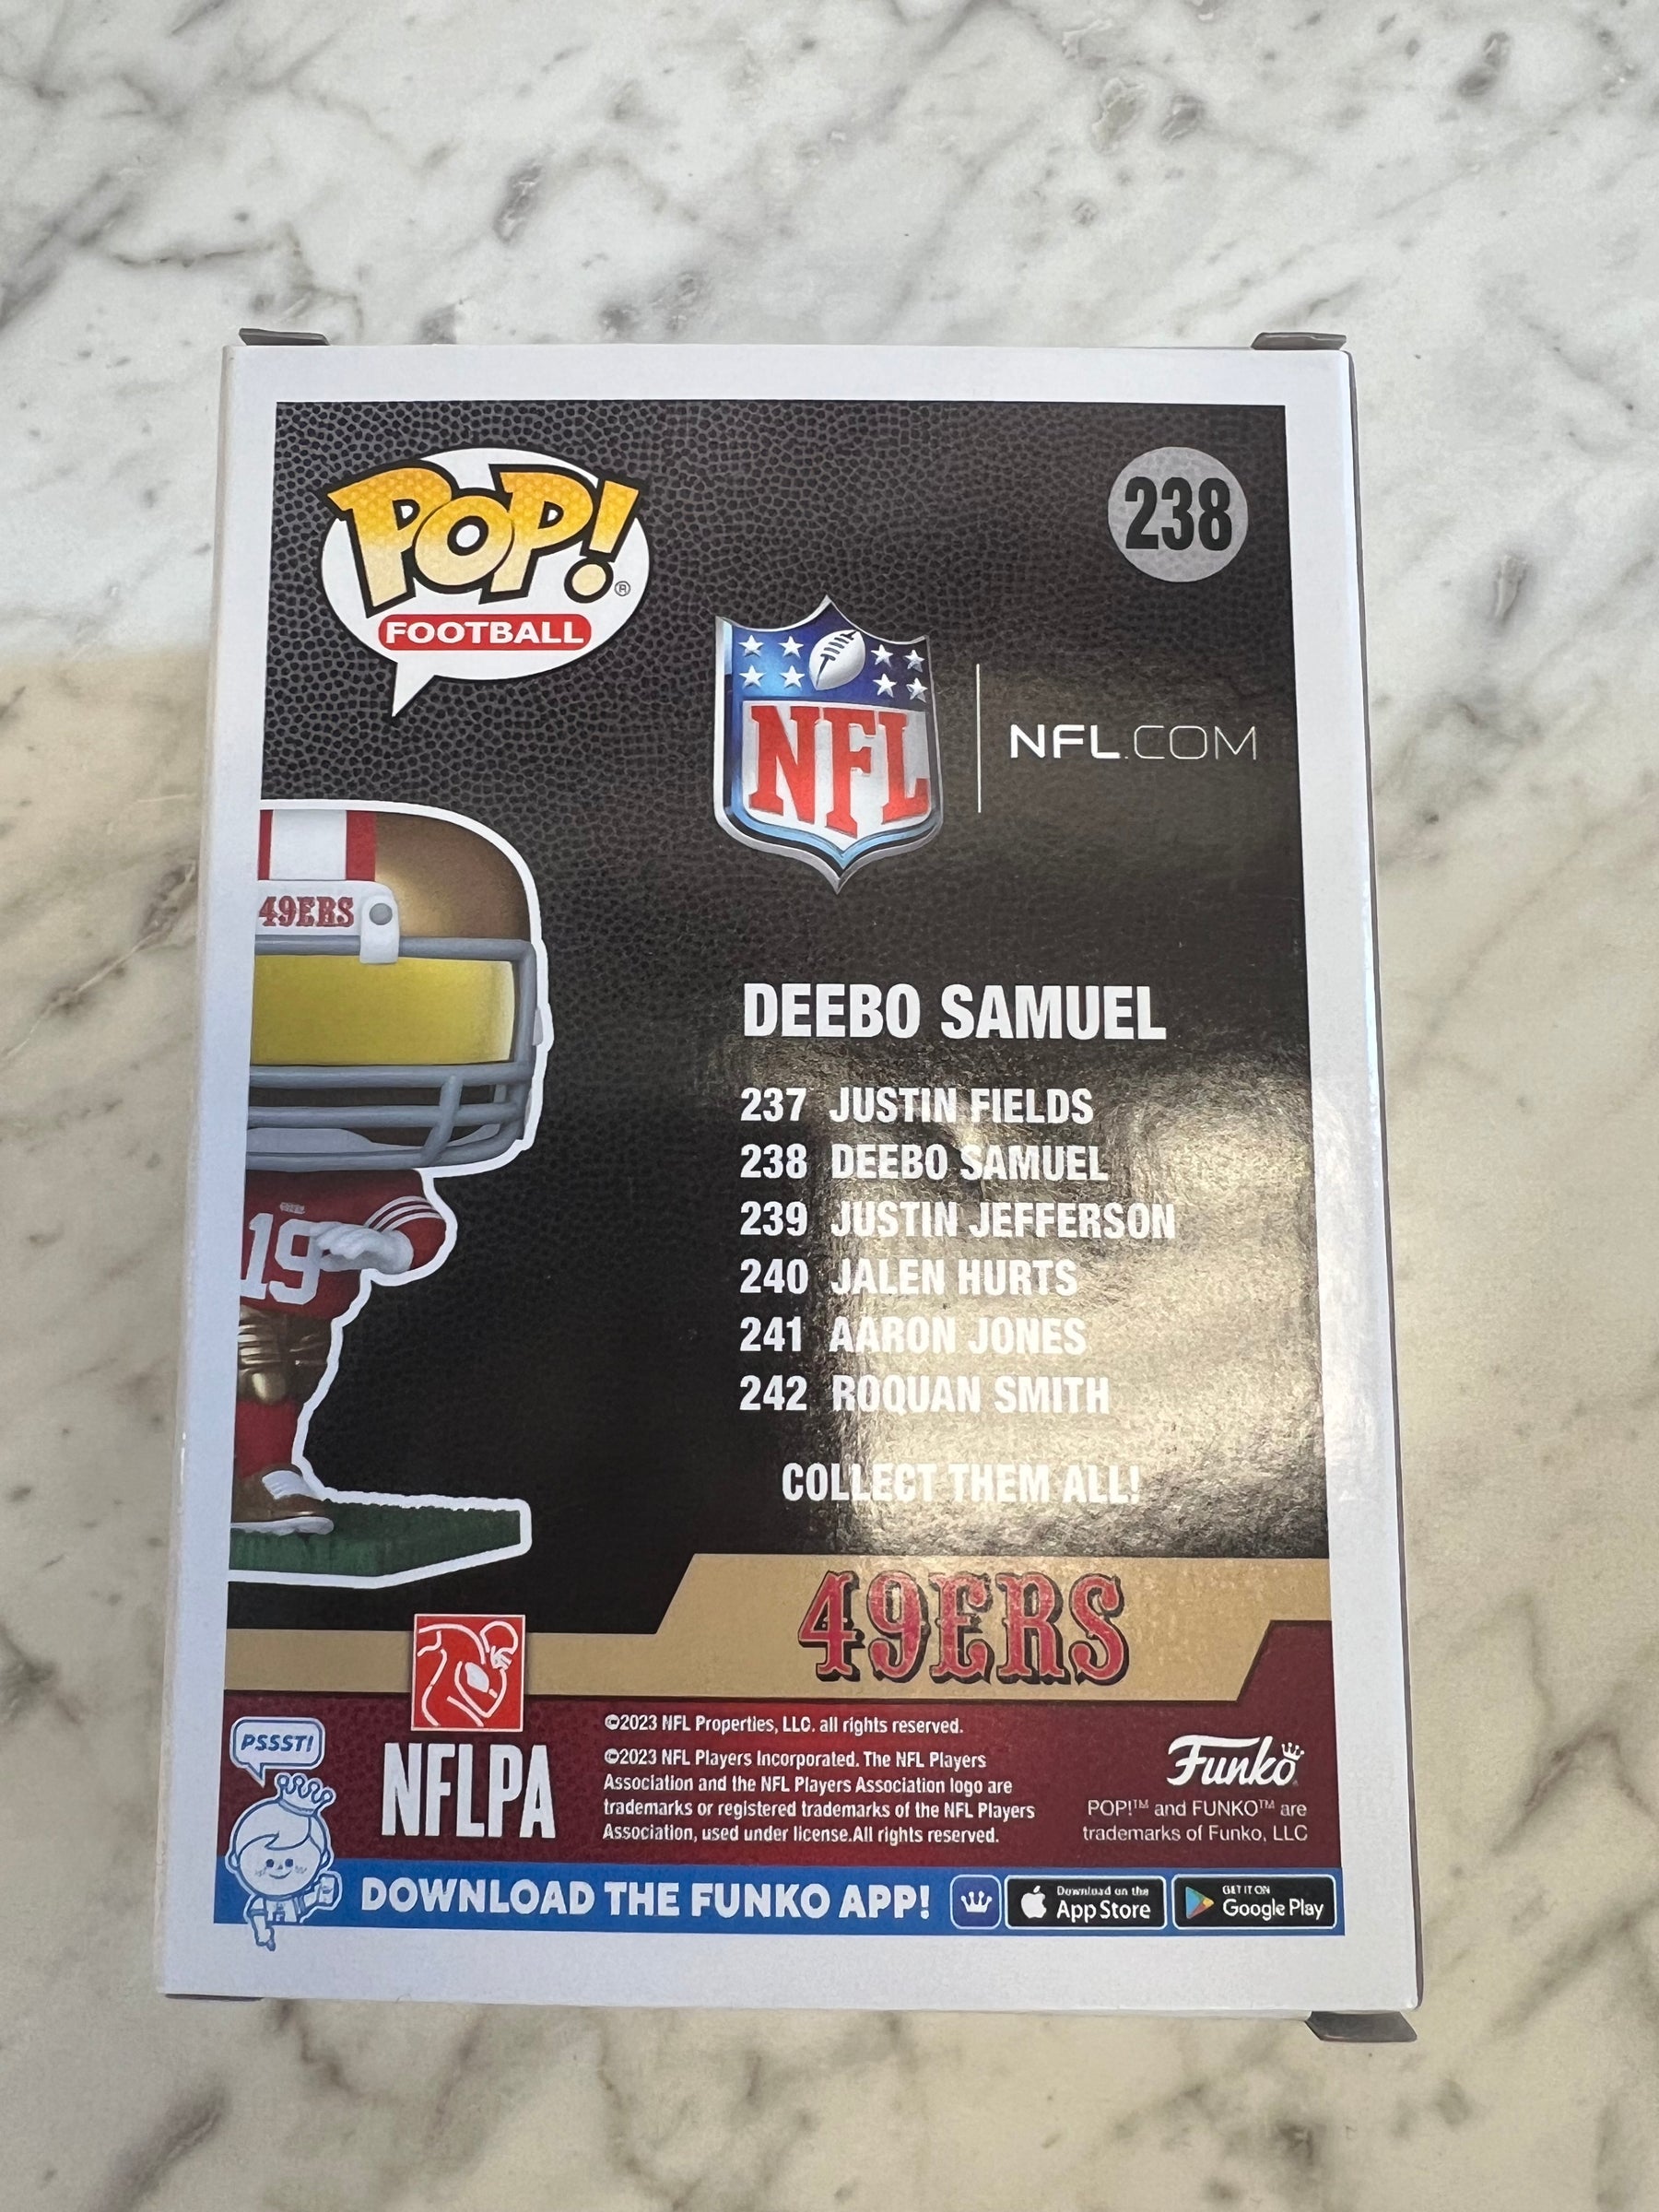 POP!®
FOOTBALL
238
NFL
NFL.COM
49ERS
19
DEEBO SAMUEL
237 JUSTIN FIELDS
238 DEEBO SAMUEL
239 JUSTIN JEFFERSON
240 JALEN HURTS
241 AARON JONES
242 ROQUAN SMITH
COLLECT THEM ALL!
49ERS
NFLPA
©2023 NFL Properties, LLC. all rights reserved.
©2023 NFL Players Incorporated. The NFL Players
Association and the NFL Players Association logo are
trademarks or registered trademarks of the NFL Players
Association, used under license.All rights reserved.
Funko
POP!™ and FUNKO™ are
trademarks of Funko, LLC
PSSST!
DOWNLOAD THE FUNKO APP!
Download on the
App Store
GET IT ON
Google Play